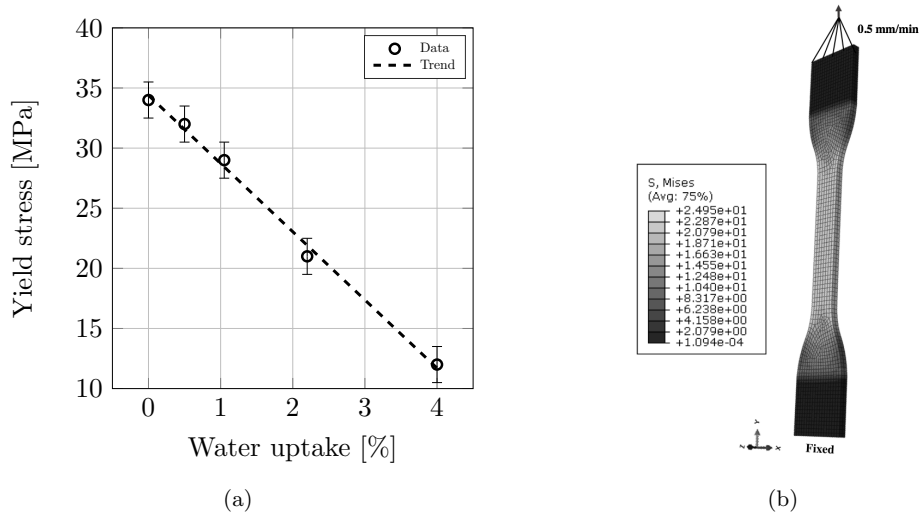 40
35
30
25
20
15
10
0
1
2
3
4
Yield stress [MPa]
Water uptake [%]
Data
Trend
(a)
0.5 mm/min
S, Mises
(Avg: 75%)
+2.495e+01
+2.287e+01
+2.079e+01
+1.871e+01
+1.663e+01
+1.455e+01
+1.248e+01
+1.040e+01
+8.317e+00
+6.238e+00
+4.158e+00
+2.079e+00
+1.094e-04
Y
Z
X
Fixed
(b)